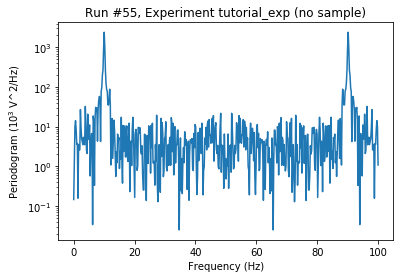 Run #55, Experiment tutorial_exp (no sample)
Periodogram (10³ V^2/Hz)
10³
10²
10¹
10⁰
10⁻¹
0 20 40 60 80 100
Frequency (Hz)